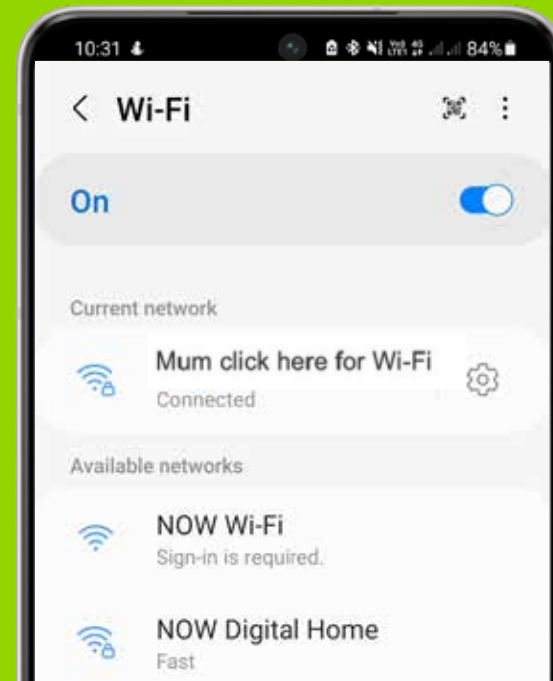 10:31 84%
Wi-Fi
On
Current network
Mum click here for Wi-Fi
Connected
Available networks
NOW Wi-Fi
Sign-in is required.
NOW Digital Home
Fast